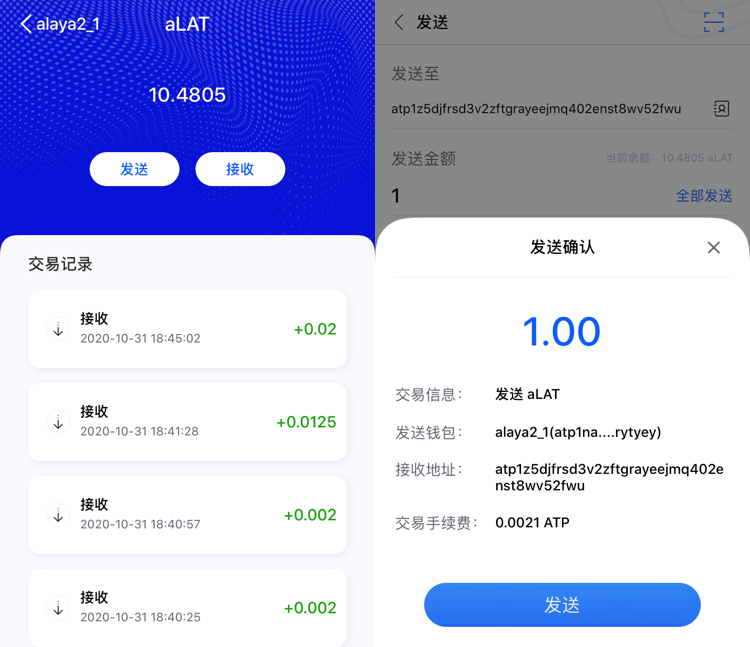 alaya2_1
aLAT
10.4805
发送
接收
交易记录
接收
2020-10-31 18:45:02
+0.02
接收
2020-10-31 18:41:28
+0.0125
接收
2020-10-31 18:40:57
+0.002
接收
2020-10-31 18:40:25
+0.002
发送
发送至
atp1z5djfrsd3v2zftgrayeejmq402enst8wv52fwu
发送金额
当前余额：10.4805 aLAT
1
全部发送
发送确认
1.00
交易信息：
发送 aLAT
发送钱包：
alaya2_1(atp1na....rytyey)
接收地址：
atp1z5djfrsd3v2zftgrayeejmq402e
nst8wv52fwu
交易手续费：
0.0021 ATP
发送